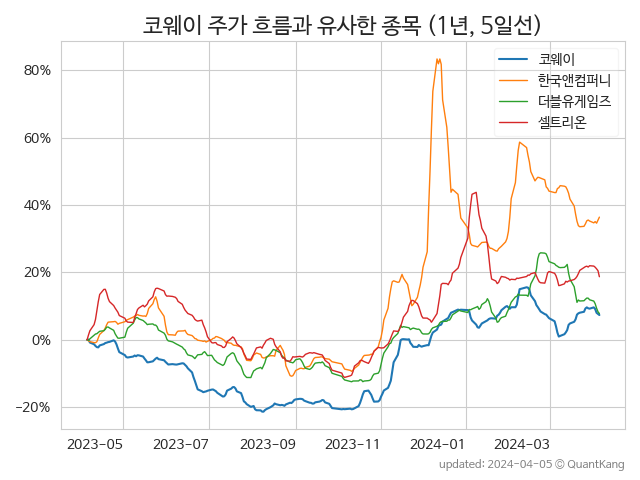 코웨이 주가 흐름과 유사한 종목 (1년, 5일선)
코웨이
한국앤컴퍼니
더블유게임즈
셀트리온
80%
60%
40%
20%
0%
−20%
2023-05 2023-07 2023-09 2023-11 2024-01 2024-03
updated: 2024-04-05 © QuantKang